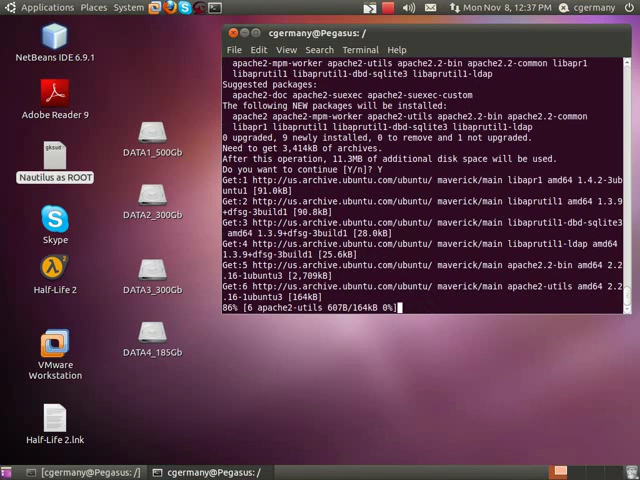 Applications Places System
Mon Nov 8, 12:37 PM cgermany
NetBeans IDE 6.9.1
Adobe Reader 9
gksud
Nautilus as ROOT
Skype
Half-Life 2
VMware
Workstation
Half-Life 2.lnk
DATA1_500Gb
DATA2_300Gb
DATA3_300Gb
DATA4_185Gb
cgermany@Pegasus: /
File Edit View Search Terminal Help
apache2-mpm-worker apache2-utils apache2.2-bin apache2.2-common libapr1
libaprutil1 libaprutil1-dbd-sqlite3 libaprutil1-ldap
Suggested packages:
apache2-doc apache2-suexec apache2-suexec-custom
The following NEW packages will be installed:
apache2 apache2-mpm-worker apache2-utils apache2.2-bin apache2.2-common
libapr1 libaprutil1 libaprutil1-dbd-sqlite3 libaprutil1-ldap
0 upgraded, 9 newly installed, 0 to remove and 1 not upgraded.
Need to get 3,414kB of archives.
After this operation, 11.3MB of additional disk space will be used.
Do you want to continue [Y/n]? Y
Get:1 http://us.archive.ubuntu.com/ubuntu/ maverick/main libapr1 amd64 1.4.2-3ub
untu1 [91.0kB]
Get:2 http://us.archive.ubuntu.com/ubuntu/ maverick/main libaprutil1 amd64 1.3.9
+dfsg-3build1 [90.8kB]
Get:3 http://us.archive.ubuntu.com/ubuntu/ maverick/main libaprutil1-dbd-sqlite3
amd64 1.3.9+dfsg-3build1 [28.0kB]
Get:4 http://us.archive.ubuntu.com/ubuntu/ maverick/main libaprutil1-ldap amd64
1.3.9+dfsg-3build1 [25.6kB]
Get:5 http://us.archive.ubuntu.com/ubuntu/ maverick/main apache2.2-bin amd64 2.2
.16-1ubuntu3 [2,709kB]
Get:6 http://us.archive.ubuntu.com/ubuntu/ maverick/main apache2-utils amd64 2.2
.16-1ubuntu3 [164kB]
86% [6 apache2-utils 607B/164kB 0%]
[cgermany@Pegasus: /]
cgermany@Pegasus: /